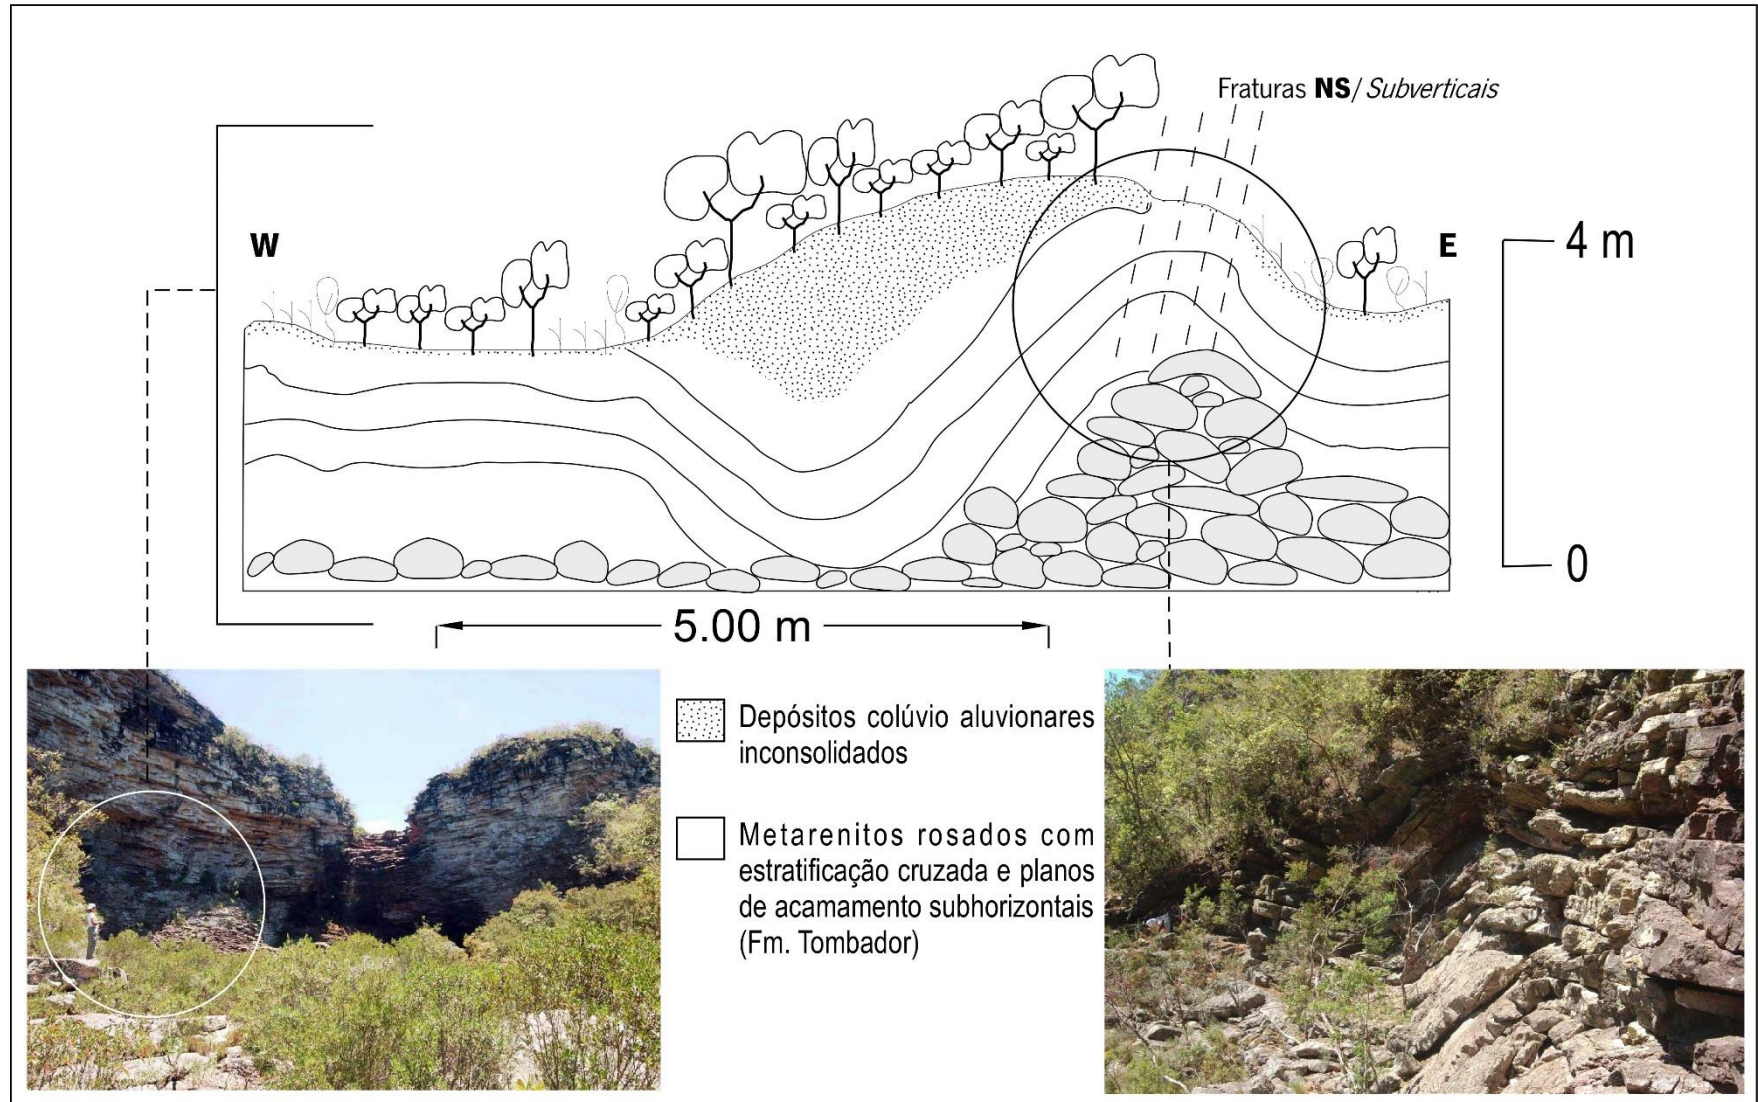 Fraturas NS/ Subverticais
W
E
4 m
0
5.00 m
Depósitos colúvio aluvionares
inconsolidados
Metarenitos rosados com
estratificação cruzada e planos
de acamamento subhorizontais
(Fm. Tombador)